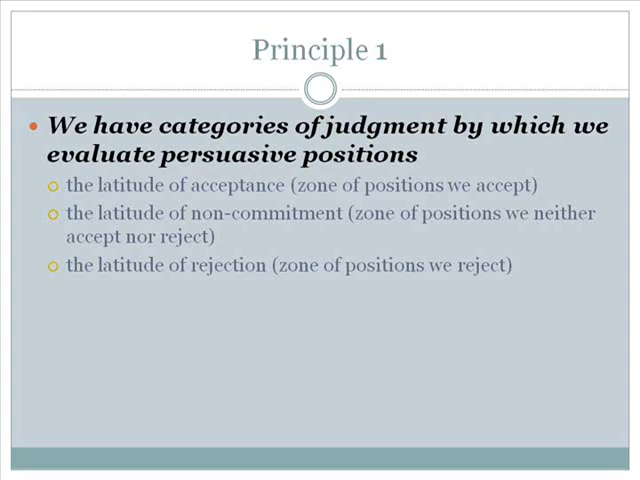 Principle 1
We have categories of judgment by which we
evaluate persuasive positions
the latitude of acceptance (zone of positions we accept)
the latitude of non-commitment (zone of positions we neither
accept nor reject)
the latitude of rejection (zone of positions we reject)